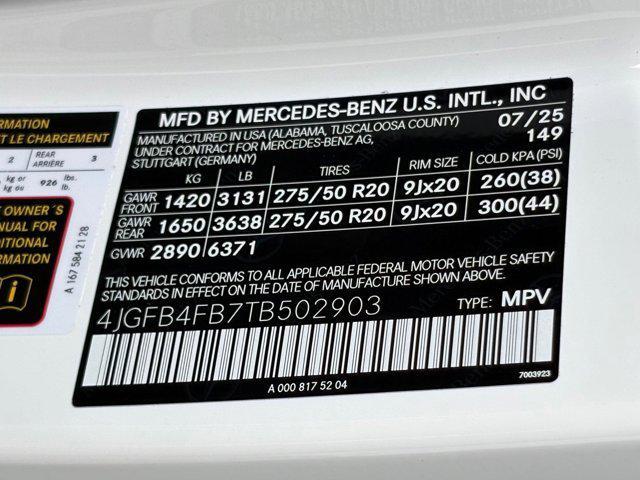 RMATION
T LE CHARGEMENT
2 REAR ARRIÈRE 3
kg or kg ou 926 lbs. lb.
T OWNER´S
ANUAL FOR
DITIONAL
ORMATION
i
A 167 584 21 28
MFD BY MERCEDES-BENZ U.S. INTL., INC
MANUFACTURED IN USA (ALABAMA, TUSCALOOSA COUNTY) 07/25
UNDER CONTRACT FOR MERCEDES-BENZ AG, 149
STUTTGART (GERMANY)
KG LB TIRES RIM SIZE COLD KPA (PSI)
GAWR FRONT 1420 3131 275/50 R20 9Jx20 260(38)
GAWR REAR 1650 3638 275/50 R20 9Jx20 300(44)
GVWR 2890 6371
THIS VEHICLE CONFORMS TO ALL APPLICABLE FEDERAL MOTOR VEHICLE SAFETY
STANDARDS IN EFFECT ON THE DATE OF MANUFACTURE SHOWN ABOVE.
4JGFB4FB7TB502903 TYPE: MPV
A 000 817 52 04
7003923